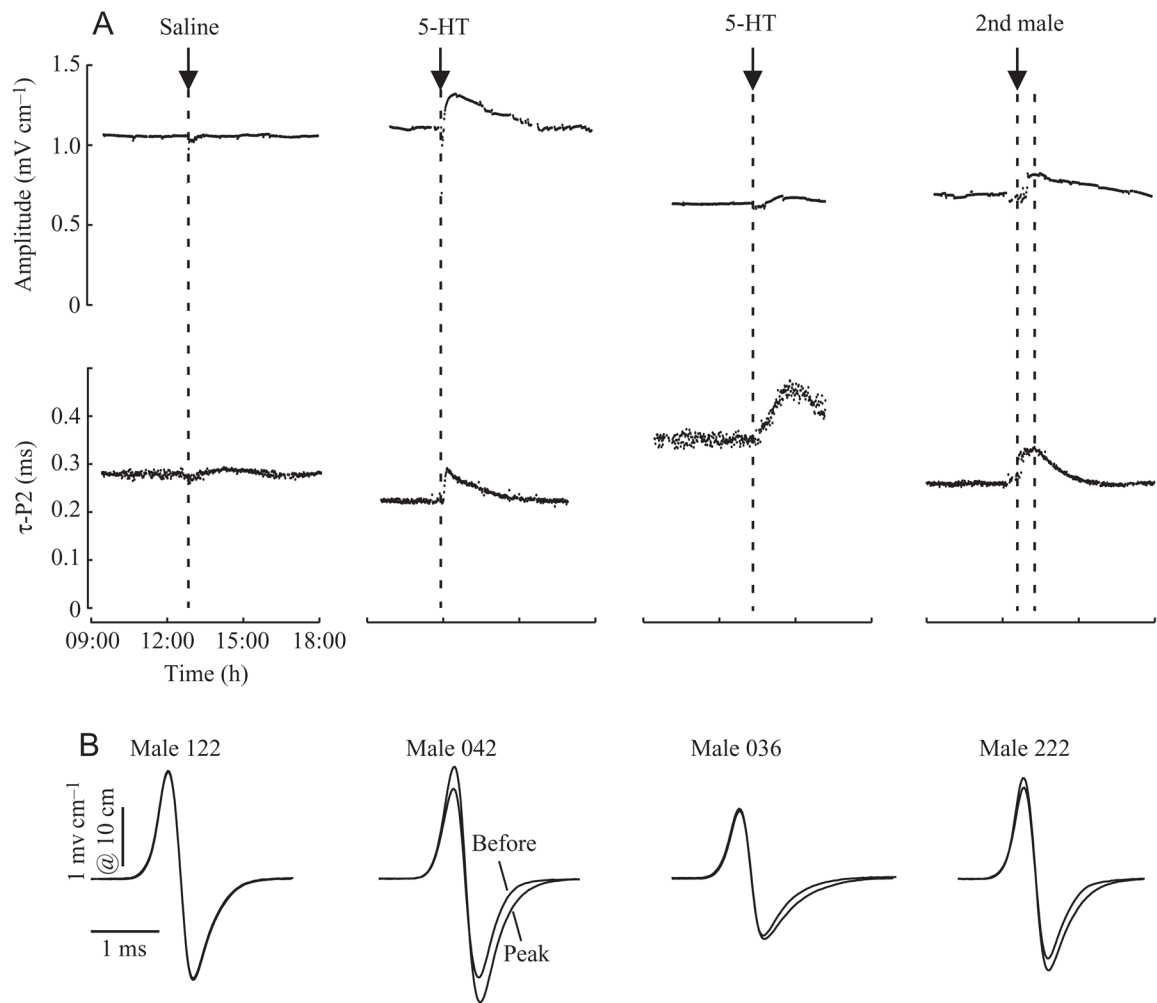 A
Saline
5-HT
5-HT
2nd male
Amplitude (mV cm⁻¹)
1.5
1.0
0.5
0
τ-P2 (ms)
0.4
0.3
0.2
0.1
0
09:00 12:00 15:00 18:00
Time (h)
B
Male 122
Male 042
Male 036
Male 222
1 mv cm⁻¹
@ 10 cm
Before
Peak
1 ms